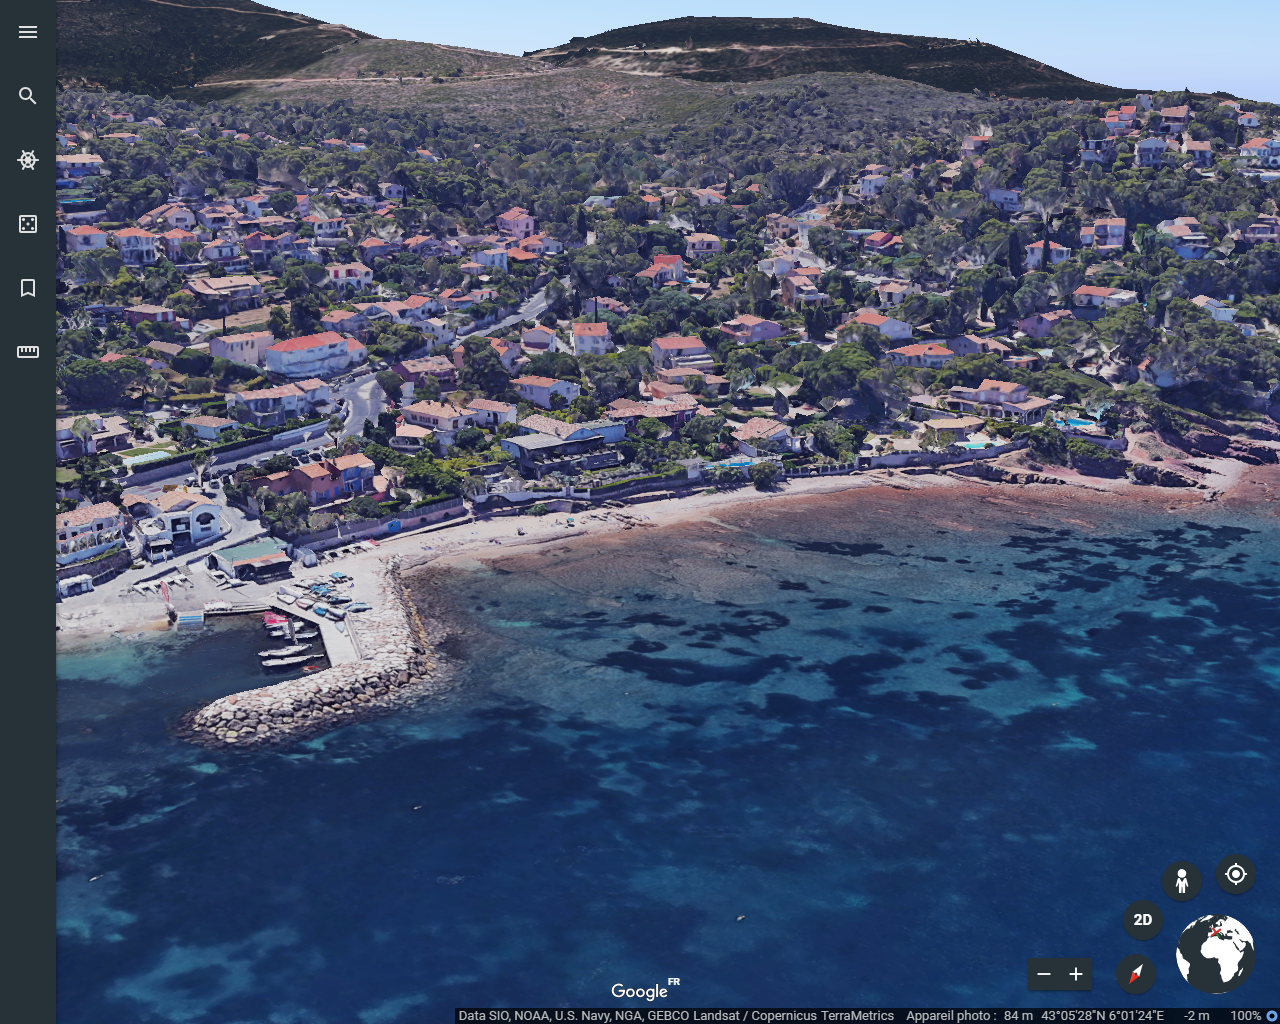 2D
Google FR
Data SIO, NOAA, U.S. Navy, NGA, GEBCO Landsat / Copernicus TerraMetrics Appareil photo : 84 m 43°05'28"N 6°01'24"E -2 m 100%